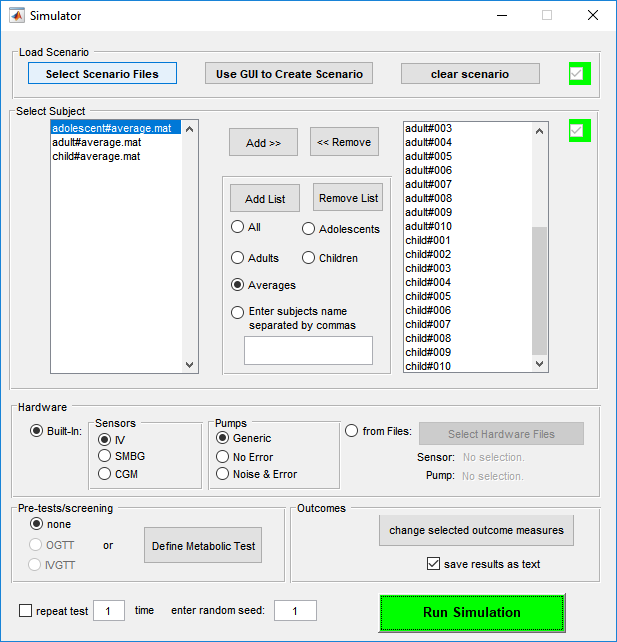 Simulator
Load Scenario
Select Scenario Files
Use GUI to Create Scenario
clear scenario
Select Subject
adolescent#average.mat
adult#average.mat
child#average.mat
Add >>
<< Remove
Add List
Remove List
All
Adolescents
Adults
Children
Averages
Enter subjects name
separated by commas
adult#003
adult#004
adult#005
adult#006
adult#007
adult#008
adult#009
adult#010
child#001
child#002
child#003
child#004
child#005
child#006
child#007
child#008
child#009
child#010
Hardware
Built-In:
Sensors
IV
SMBG
CGM
Pumps
Generic
No Error
Noise & Error
from Files:
Select Hardware Files
Sensor: No selection.
Pump: No selection.
Pre-tests/screening
none
OGTT
or
IVGTT
Define Metabolic Test
Outcomes
change selected outcome measures
save results as text
repeat test 1 time enter random seed: 1
Run Simulation